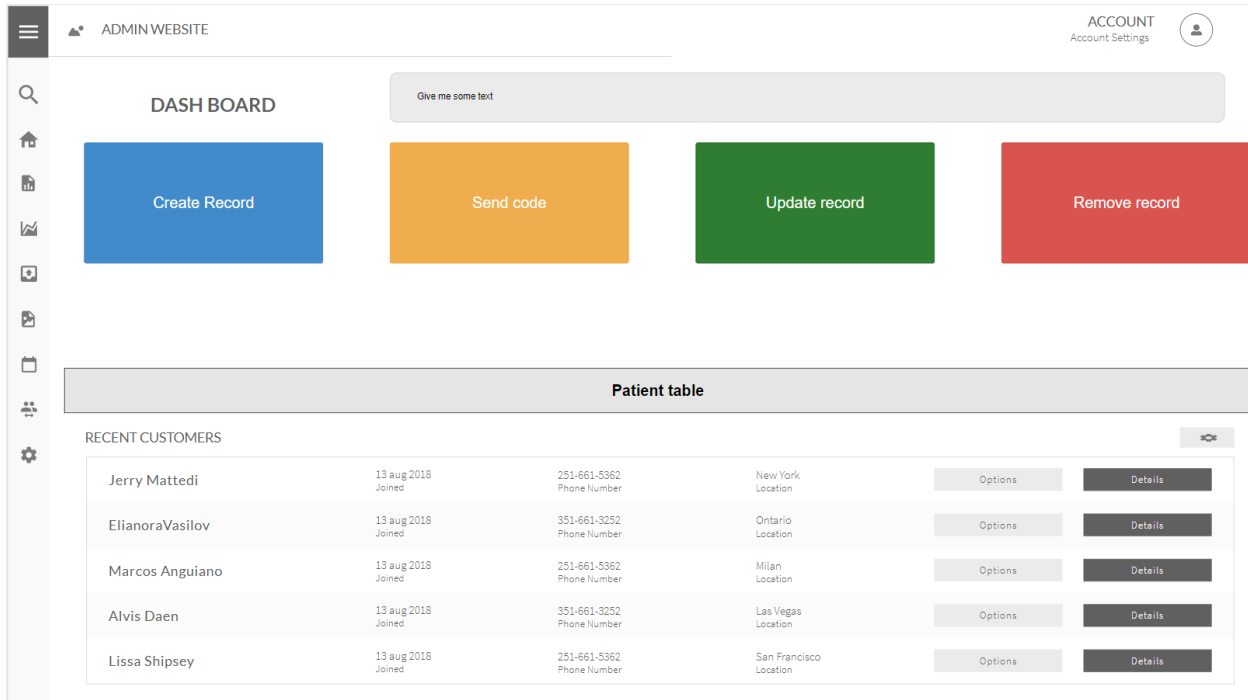 ADMIN WEBSITE
ACCOUNT
Account Settings
DASH BOARD
Give me some text
Create Record
Send code
Update record
Remove record
Patient table
RECENT CUSTOMERS
Jerry Mattedi
13 aug 2018
Joined
251-661-5362
Phone Number
New York
Location
Options
Details
ElianoraVasilov
13 aug 2018
Joined
351-661-3252
Phone Number
Ontario
Location
Options
Details
Marcos Anguiano
13 aug 2018
Joined
251-661-5362
Phone Number
Milan
Location
Options
Details
Alvis Daen
13 aug 2018
Joined
351-661-3252
Phone Number
Las Vegas
Location
Options
Details
Lissa Shipsey
13 aug 2018
Joined
251-661-5362
Phone Number
San Francisco
Location
Options
Details